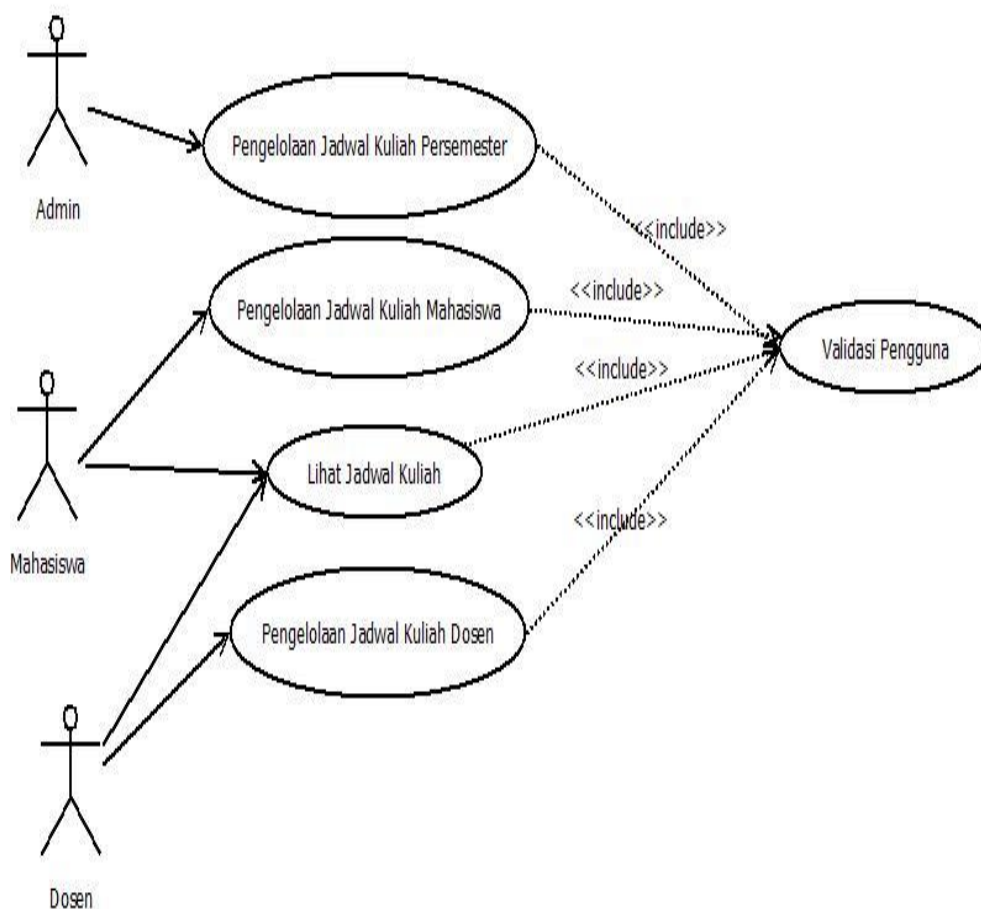 Admin
Pengelolaan Jadwal Kuliah Persemester
<<include>>
Pengelolaan Jadwal Kuliah Mahasiswa
<<include>>
Validasi Pengguna
<<include>>
Mahasiswa
Lihat Jadwal Kuliah
<<include>>
Pengelolaan Jadwal Kuliah Dosen
Dosen